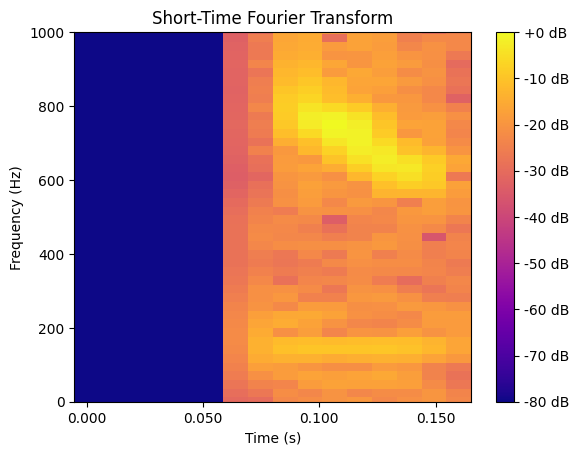 Short-Time Fourier Transform
Frequency (Hz)
1000
800
600
400
200
0
0.000
0.050
0.100
0.150
Time (s)
+0 dB
-10 dB
-20 dB
-30 dB
-40 dB
-50 dB
-60 dB
-70 dB
-80 dB